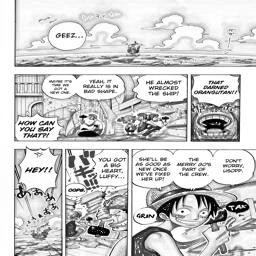 GEEZ...
THAT
DARNED
ORANGUTAN!!
HE ALMOST
WRECKED
THE SHIP!
YEAH, IT
REALLY IS IN
BAD SHAPE.
MAYBE IT'S
TIME WE
GOT A
NEW ONE.
HOW CAN
YOU SAY
THAT?!
DON'T
WORRY,
USOPP.
THE
MERRY GO'S
PART OF
THE CREW.
SHE'LL BE
AS GOOD
AS NEW
ONCE
WE'VE
FIXED
HER UP!
TAK
GRIN
YOU GOT
A BIG
HEART,
LUFFY...
OOPS.
HEY!!